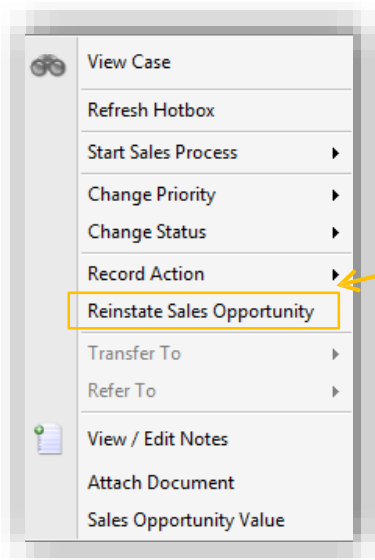 View Case
Refresh Hotbox
Start Sales Process
Change Priority
Change Status
Record Action
Reinstate Sales Opportunity
Transfer To
Refer To
View / Edit Notes
Attach Document
Sales Opportunity Value